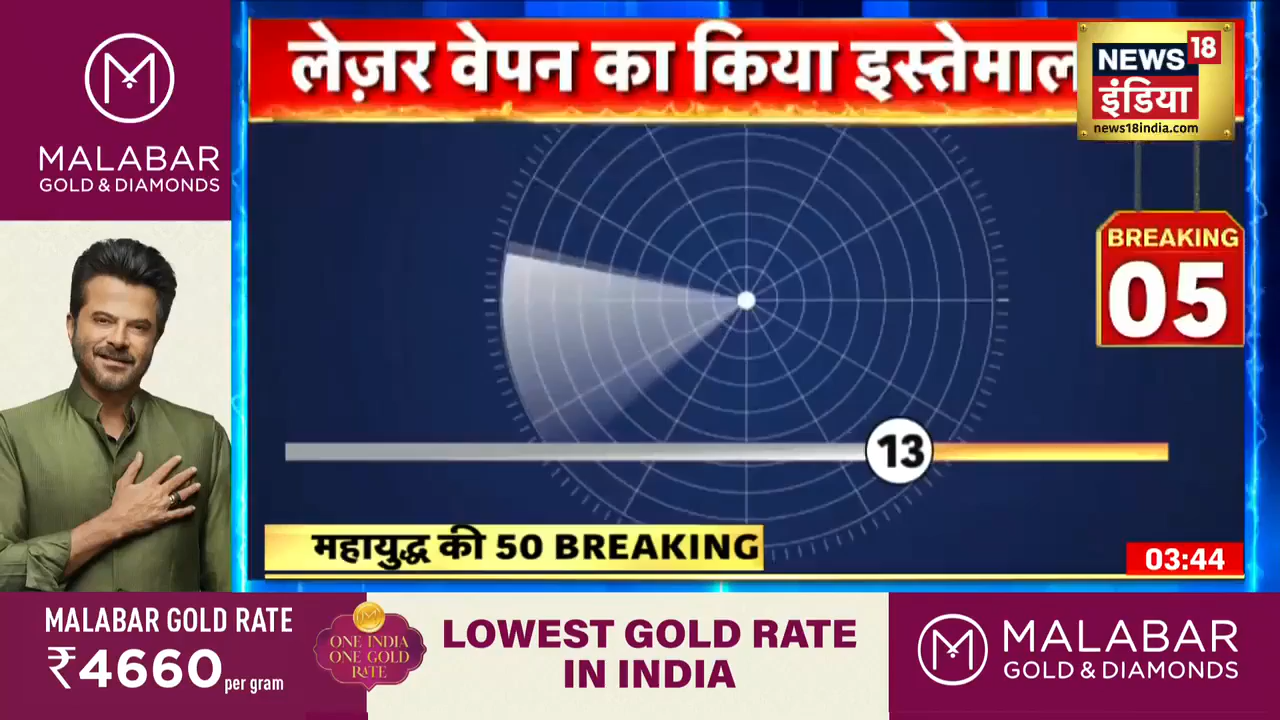 MALABAR
GOLD & DIAMONDS
लेज़र वेपन का किया इस्तेमाल
NEWS 18
इंडिया
news18india.com
BREAKING
05
13
महायुद्ध की 50 BREAKING
03:44
MALABAR GOLD RATE
₹4660 per gram
ONE INDIA
ONE GOLD
RATE
LOWEST GOLD RATE
IN INDIA
MALABAR
GOLD & DIAMONDS